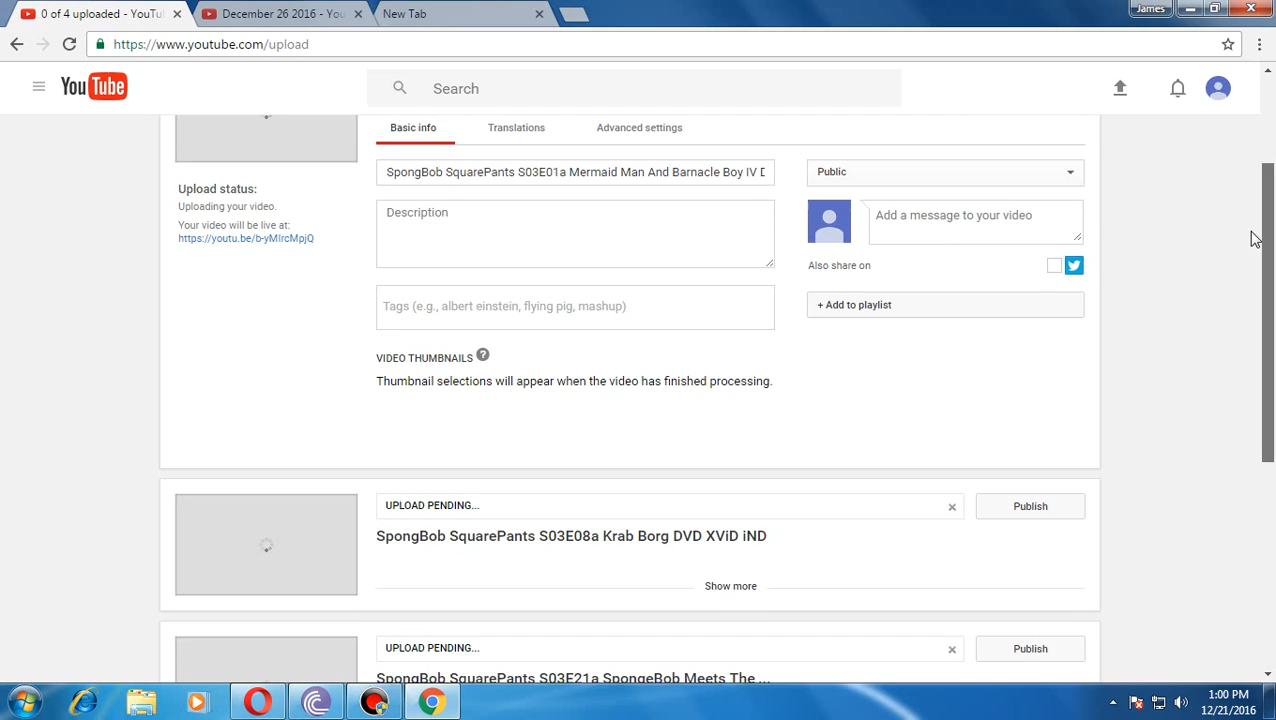 0 of 4 uploaded - YouTu
December 26 2016 - You
New Tab
James
https://www.youtube.com/upload
YouTube
Search
Basic info
Translations
Advanced settings
SpongBob SquarePants S03E01a Mermaid Man And Barnacle Boy IV D
Public
Upload status:
Uploading your video.
Your video will be live at:
https://youtu.be/b-yMIrcMpjQ
Description
Add a message to your video
Also share on
+ Add to playlist
Tags (e.g., albert einstein, flying pig, mashup)
VIDEO THUMBNAILS ?
Thumbnail selections will appear when the video has finished processing.
UPLOAD PENDING...
Publish
SpongBob SquarePants S03E08a Krab Borg DVD XViD iND
Show more
UPLOAD PENDING...
Publish
SpongBob SquarePants S03E21a SpongeBob Meets The ...
1:00 PM
12/21/2016